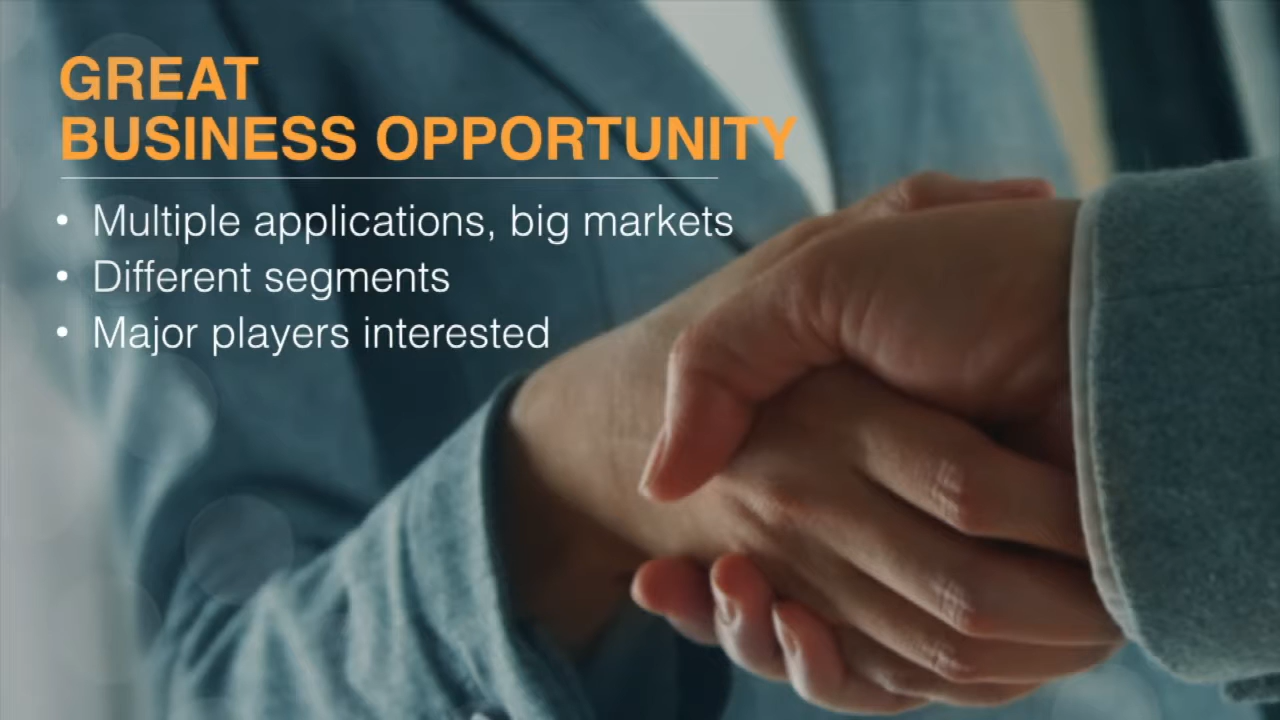 GREAT
BUSINESS OPPORTUNITY
• Multiple applications, big markets
• Different segments
• Major players interested